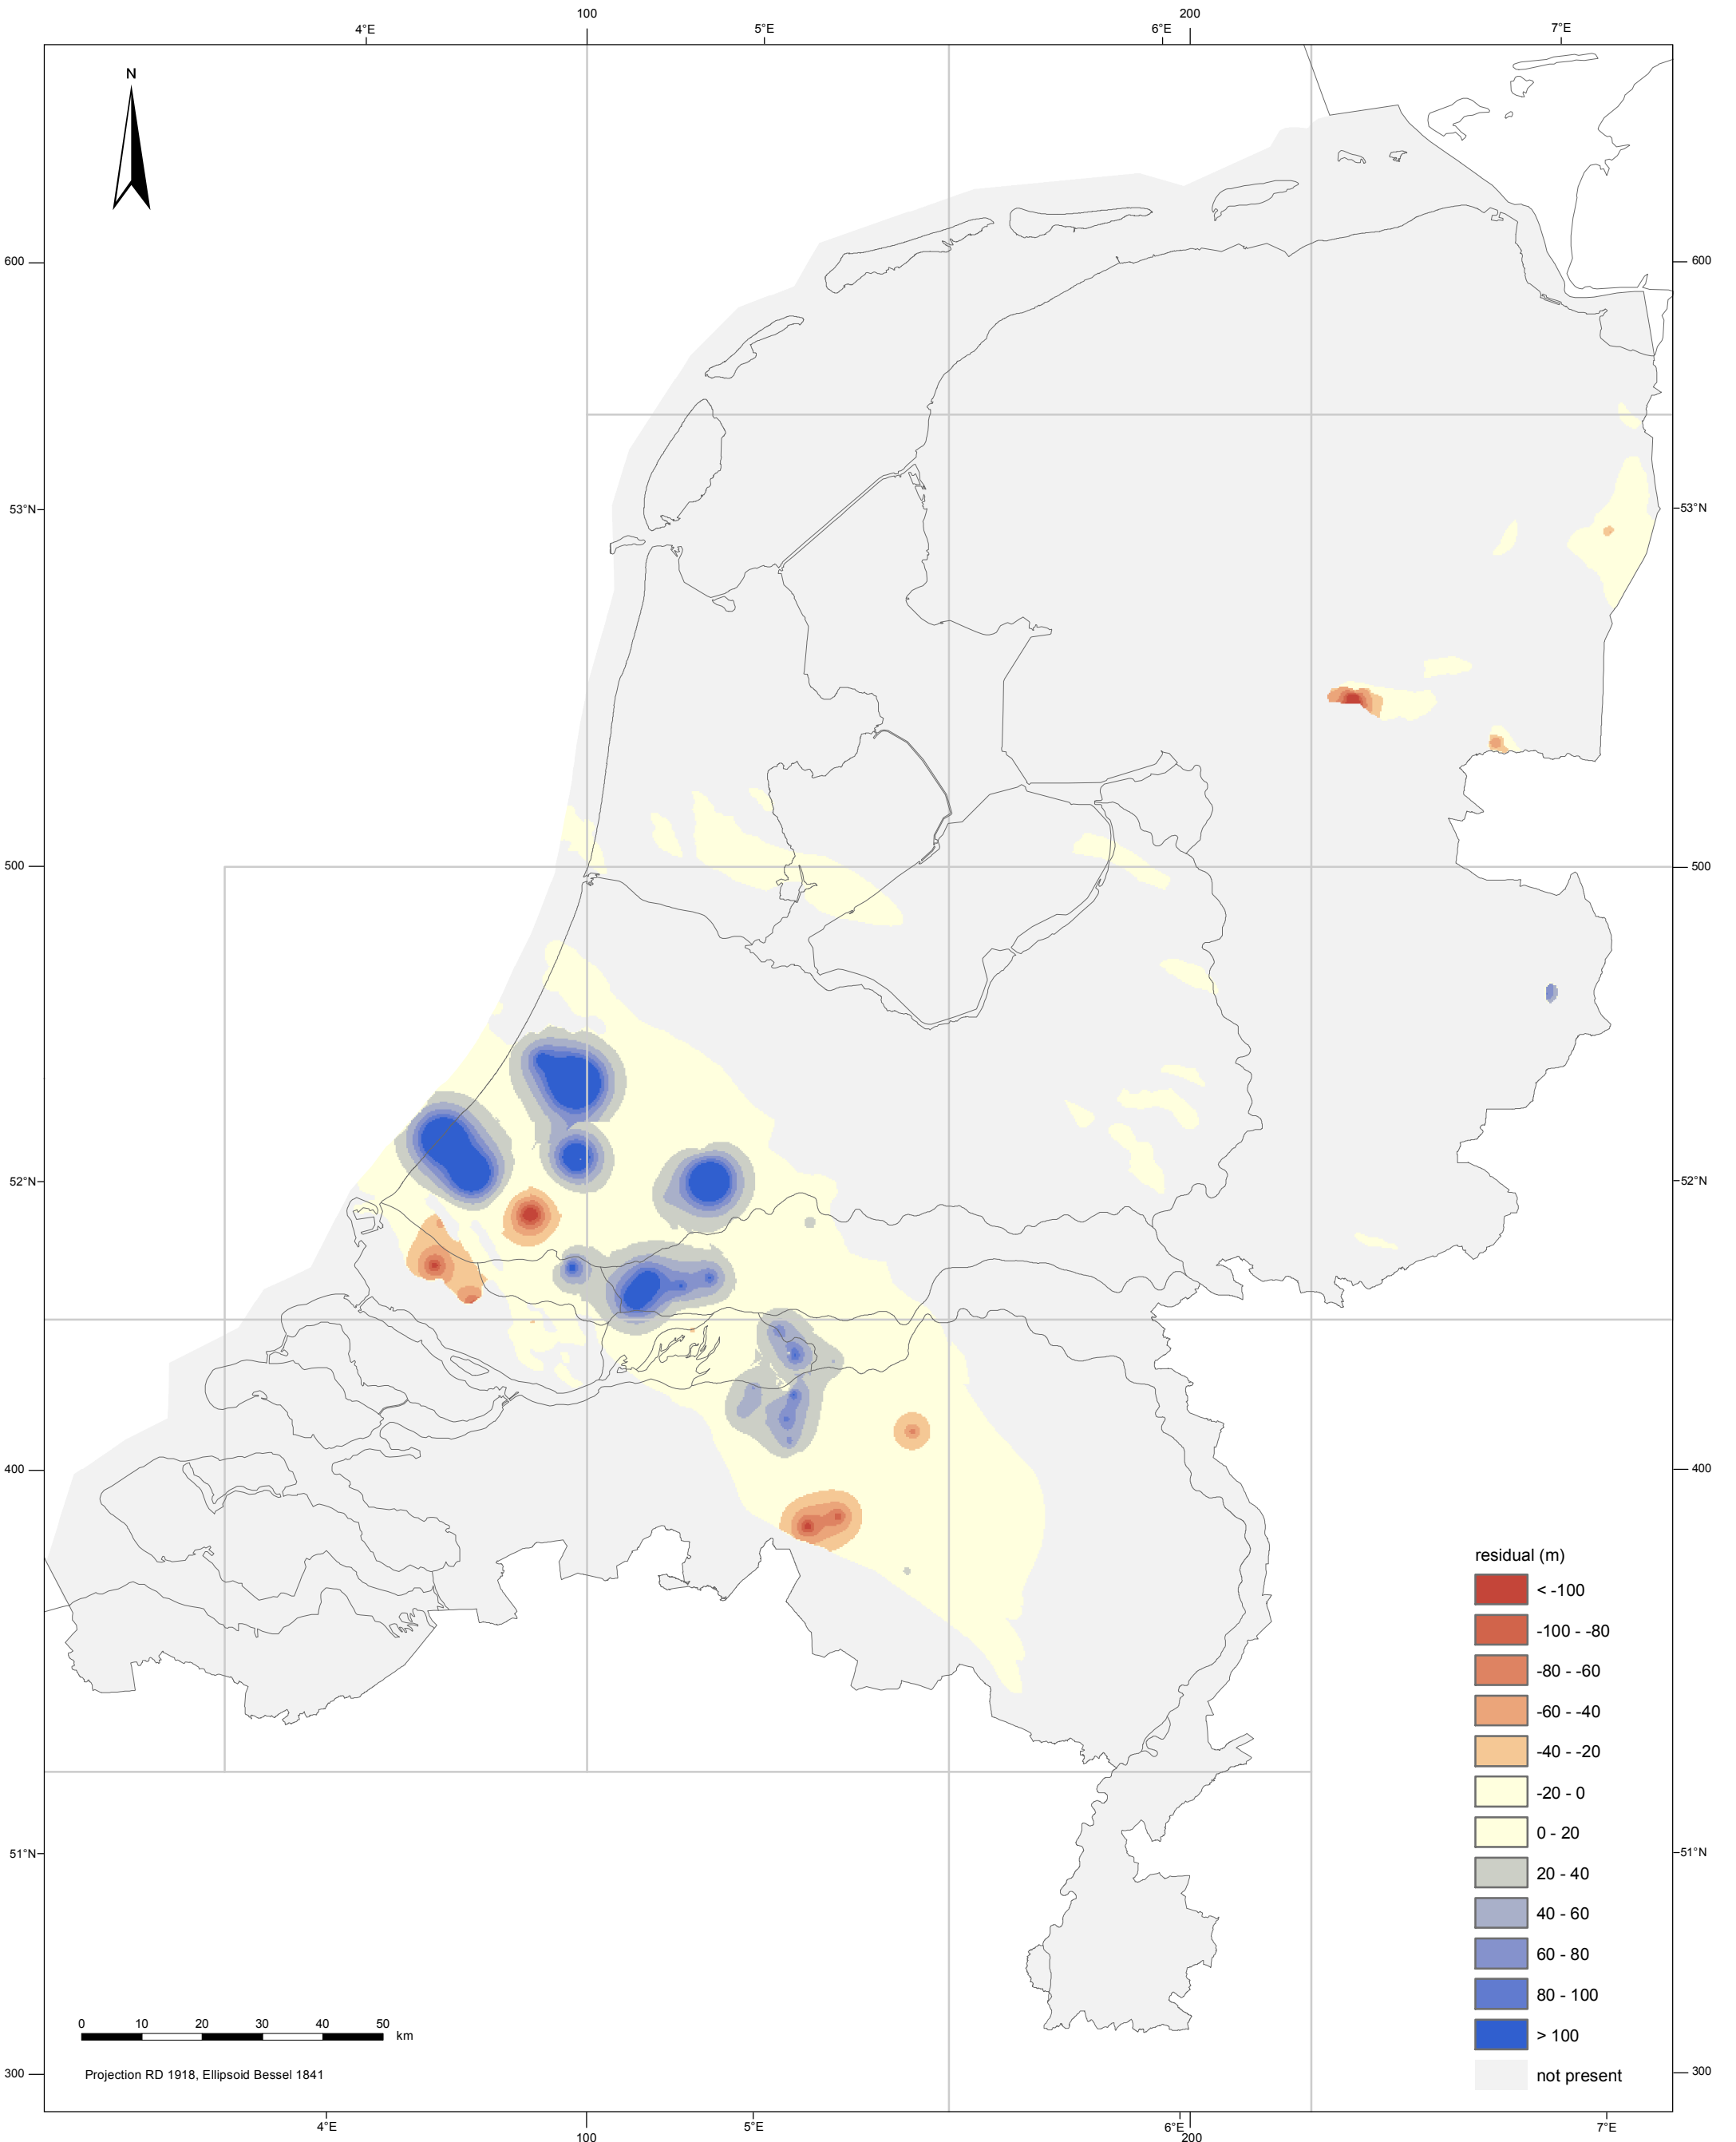 100
200
4°E
5°E
6°E
7°E
N
600
600
53°N
53°N
500
500
52°N
52°N
400
400
residual (m)
< -100
-100 - -80
-80 - -60
-60 - -40
-40 - -20
-20 - 0
0 - 20
20 - 40
40 - 60
60 - 80
80 - 100
> 100
not present
51°N
51°N
0 10 20 30 40 50
km
Projection RD 1918, Ellipsoid Bessel 1841
300
300
4°E
5°E
6°E
7°E
100
200